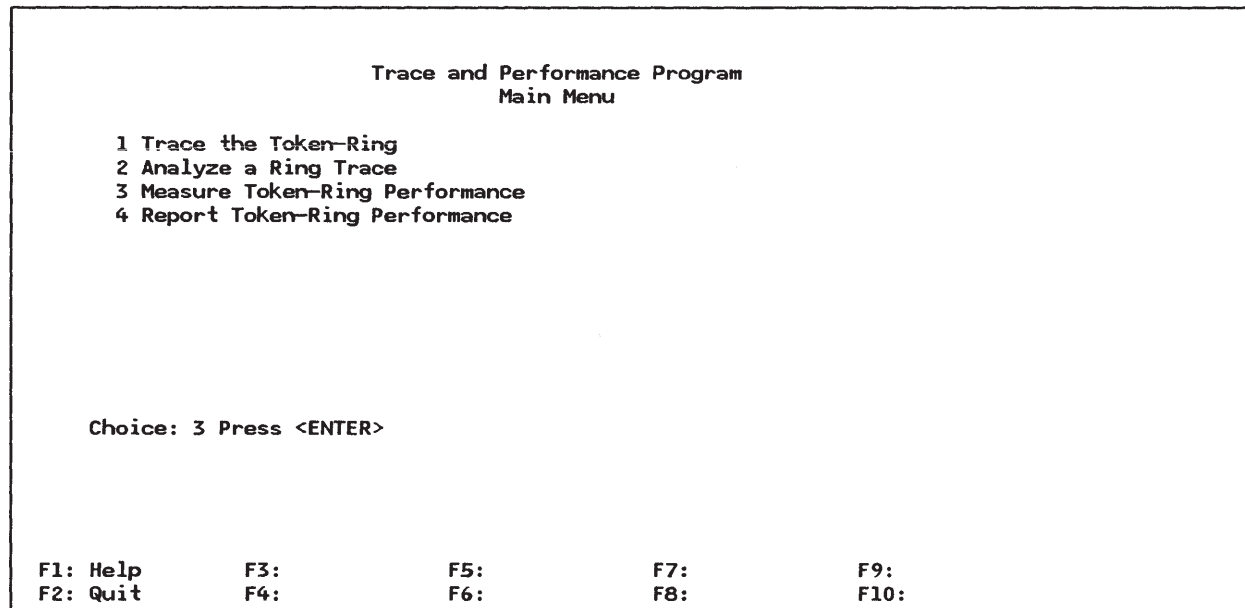 Trace and Performance Program
Main Menu
1 Trace the Token-Ring
2 Analyze a Ring Trace
3 Measure Token-Ring Performance
4 Report Token-Ring Performance
Choice: 3 Press <ENTER>
F1: Help F3: F5: F7: F9:
F2: Quit F4: F6: F8: F10: